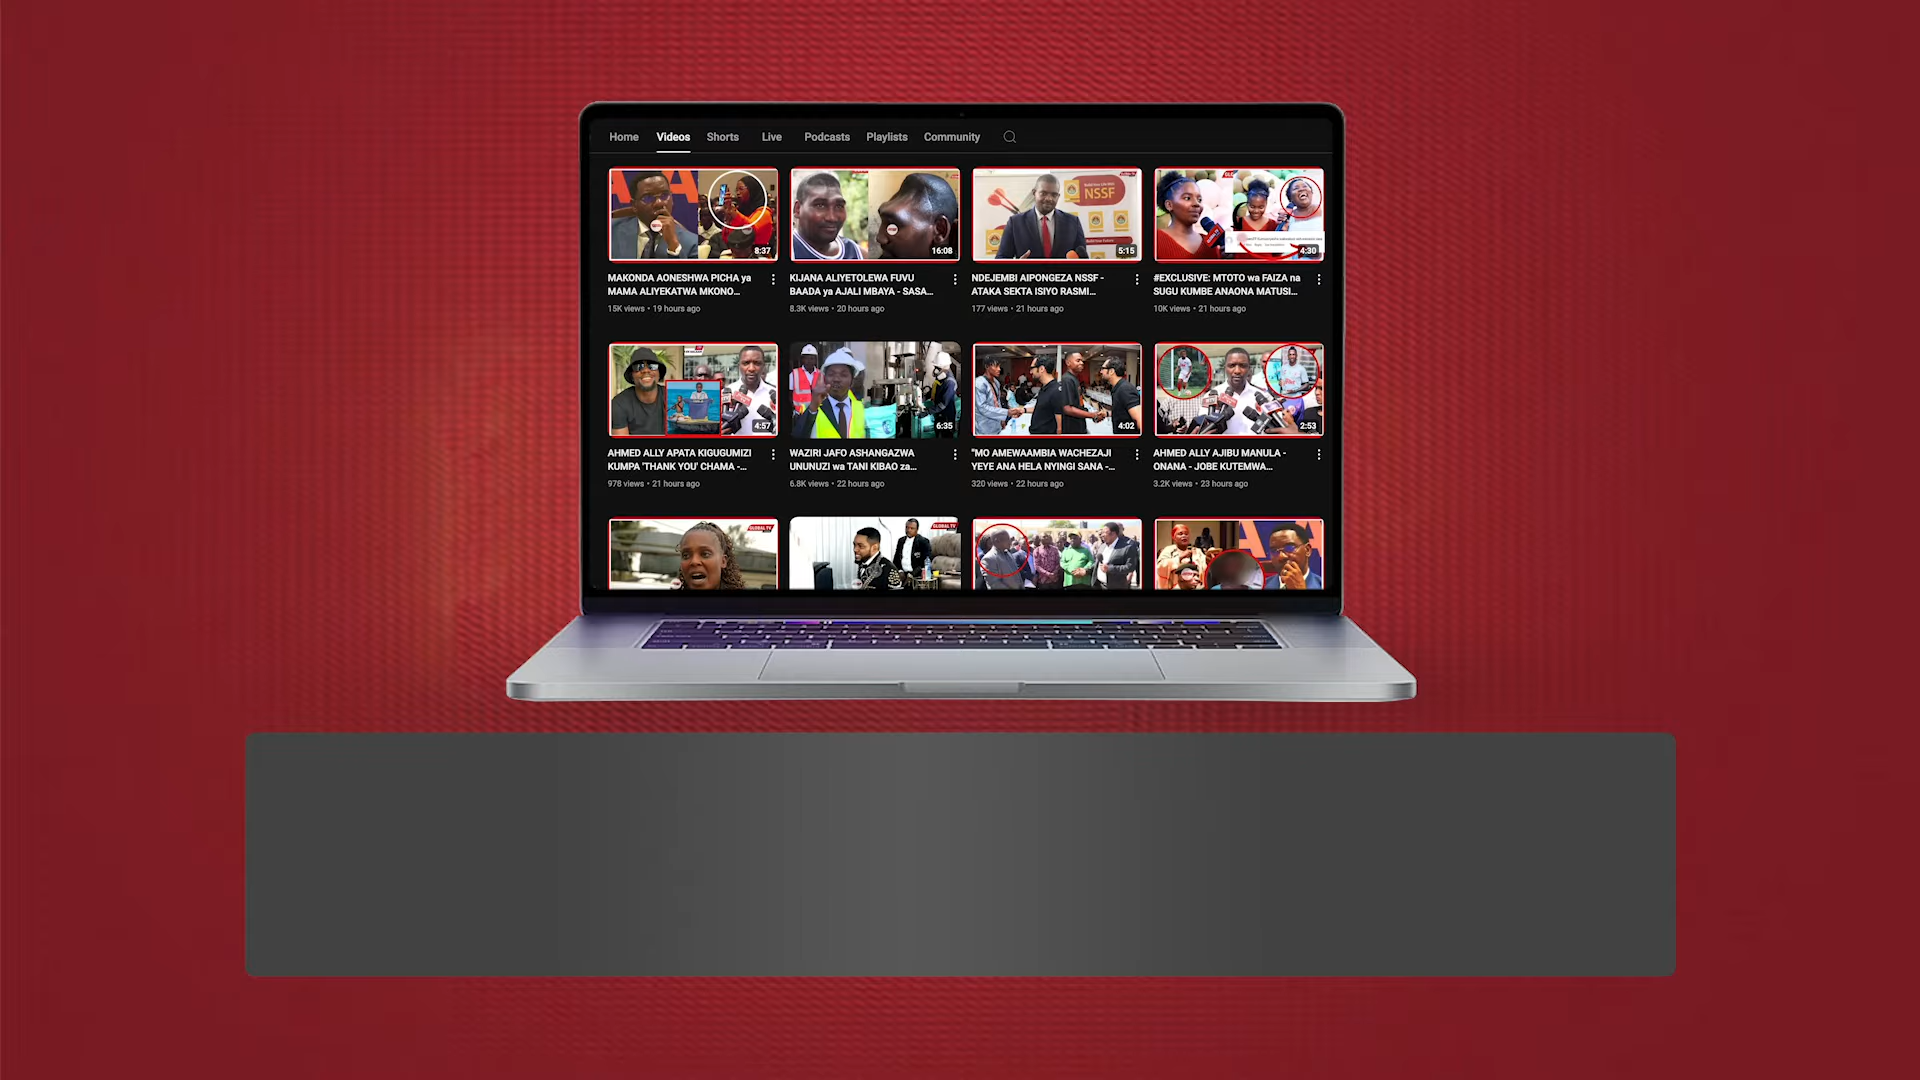 Home Videos Shorts Live Podcasts Playlists Community
NSSF
8:37
16:08
5:15
4:30
MAKONDA AONESHWA PICHA ya
MAMA ALIYEKATWA MKONO...
15K views • 19 hours ago
KIJANA ALIYETOLEWA FUVU
BAADA ya AJALI MBAYA - SASA...
8.3K views • 20 hours ago
NDEJEMBI AIPONGEZA NSSF -
ATAKA SEKTA ISIYO RASMI...
177 views • 21 hours ago
#EXCLUSIVE: MTOTO wa FAIZA na
SUGU KUMBE ANAONA MATUSI...
10K views • 21 hours ago
4:57
6:35
4:02
2:53
AHMED ALLY APATA KIGUGUMIZI
KUMPA 'THANK YOU' CHAMA -...
978 views • 21 hours ago
WAZIRI JAFO ASHANGAZWA
UNUNUZI wa TANI KIBAO za...
6.8K views • 22 hours ago
"MO AMEWAAMBIA WACHEZAJI
YEYE ANA HELA NYINGI SANA -...
320 views • 22 hours ago
AHMED ALLY AJIBU MANULA -
ONANA - JOBE KUTEMWA...
3.2K views • 23 hours ago
GLOBAL TV
GLOBAL TV